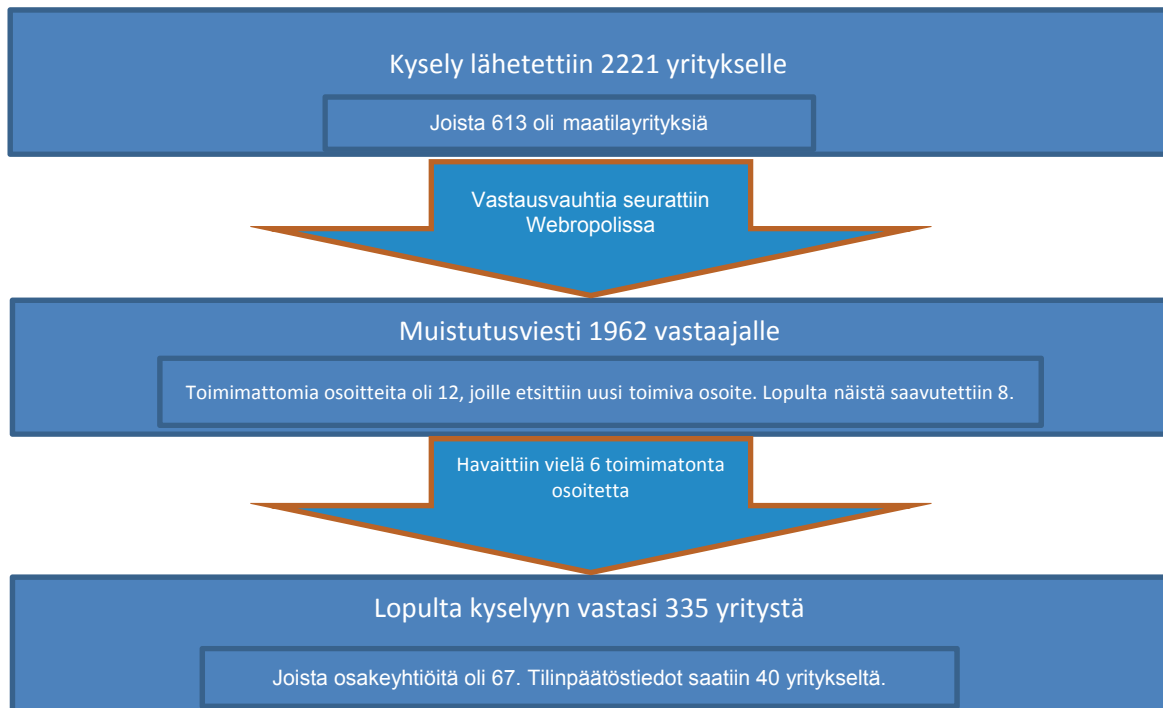 Kysely lähetettiin 2221 yritykselle
Joista 613 oli maatilayrityksiä
Vastausvauhtia seurattiin
Webropolissa
Muistutusviesti 1962 vastaajalle
Toimimattomia osoitteita oli 12, joille etsittiin uusi toimiva osoite. Lopulta näistä saavutettiin 8.
Havaittiin vielä 6 toimimatonta
osoitetta
Lopulta kyselyyn vastasi 335 yritystä
Joista osakeyhtiöitä oli 67. Tilinpäätöstiedot saatiin 40 yritykseltä.